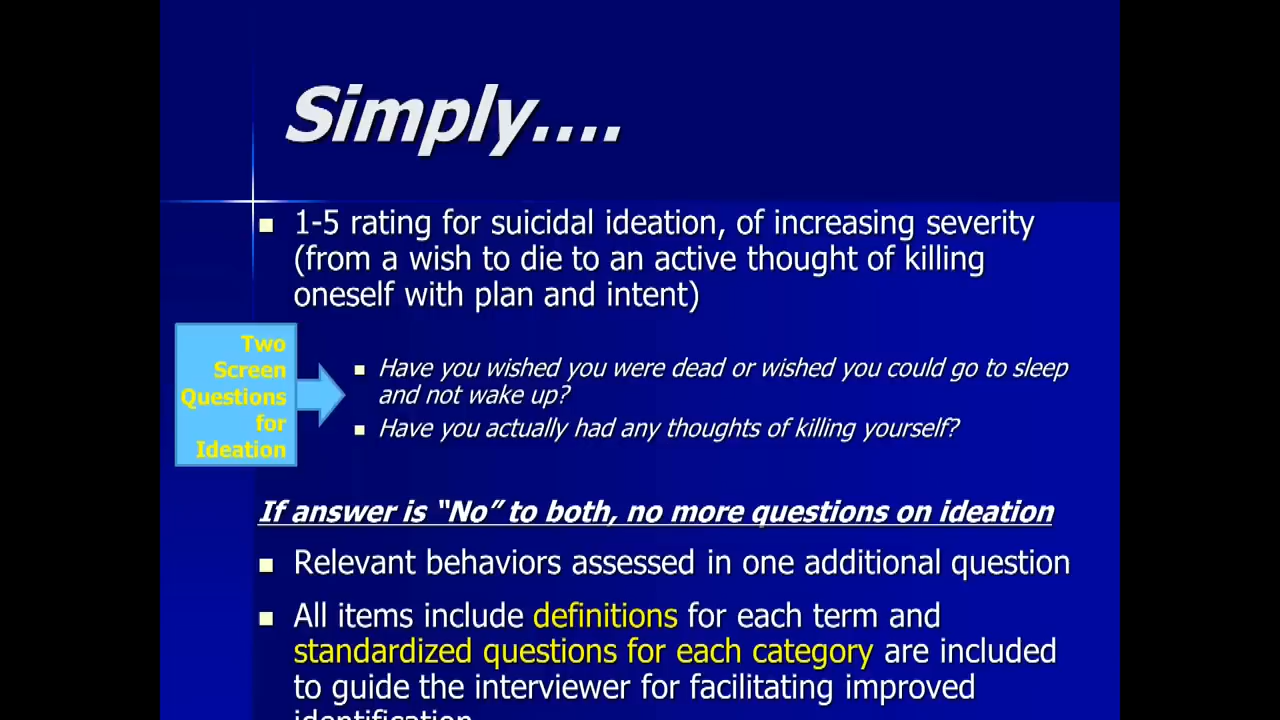 Simply....
1-5 rating for suicidal ideation, of increasing severity
(from a wish to die to an active thought of killing
oneself with plan and intent)
Two
Screen
Questions
for
Ideation
Have you wished you were dead or wished you could go to sleep
and not wake up?
Have you actually had any thoughts of killing yourself?
If answer is “No” to both, no more questions on ideation
Relevant behaviors assessed in one additional question
All items include definitions for each term and
standardized questions for each category are included
to guide the interviewer for facilitating improved
identification